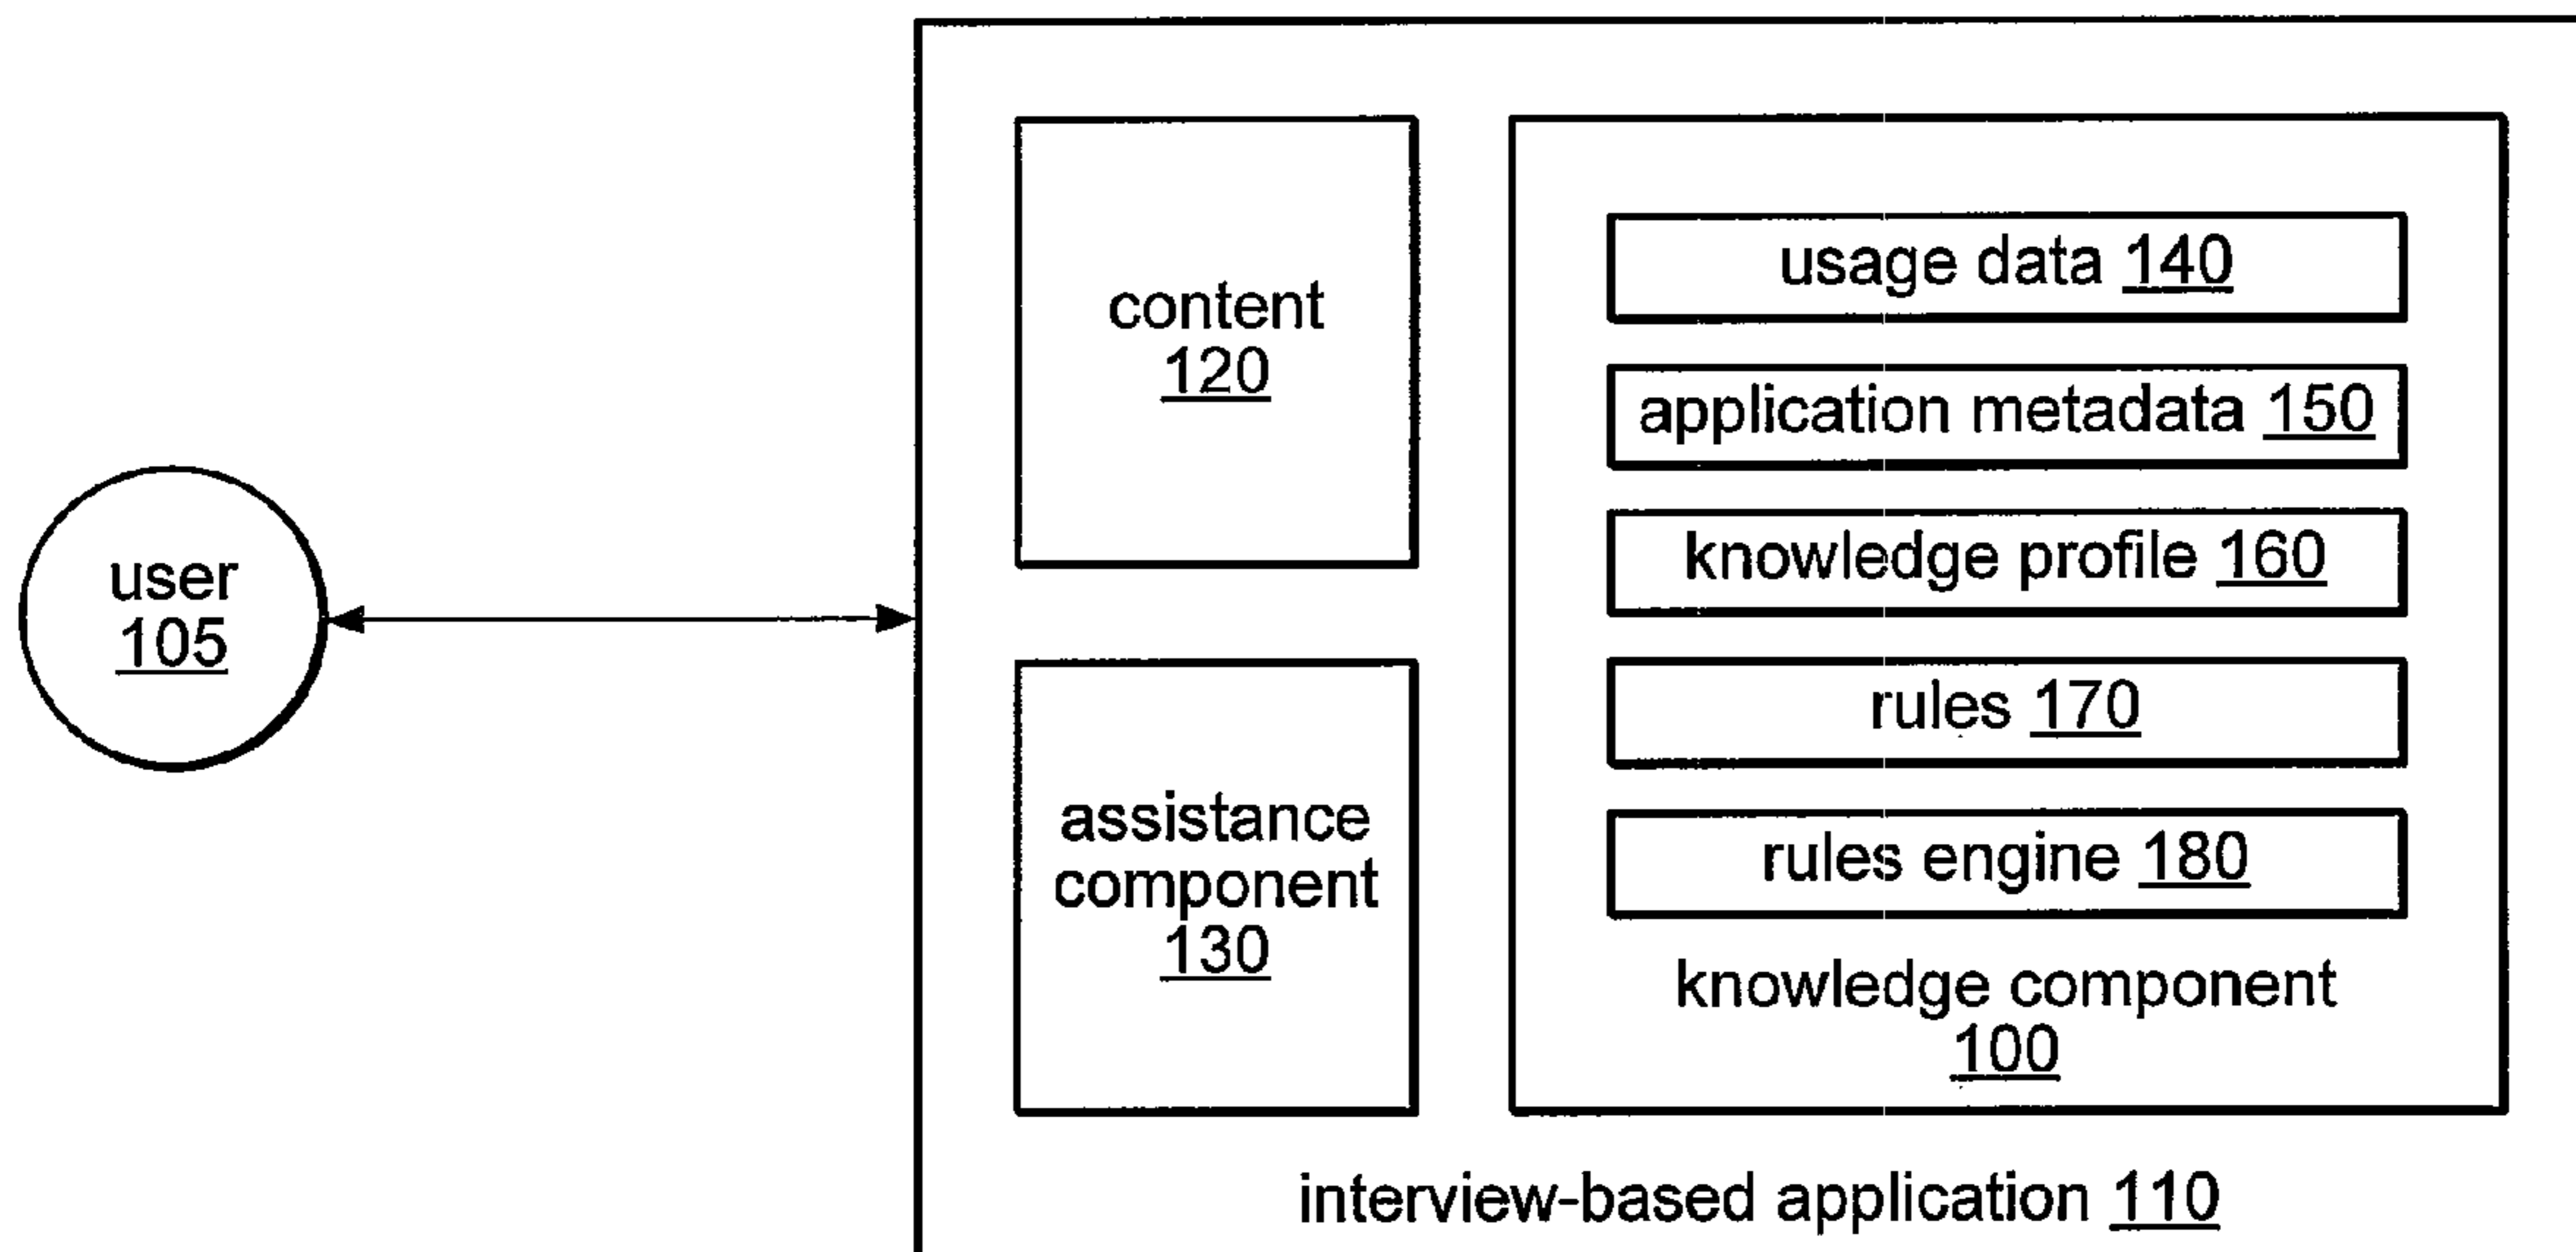 user
105
content
120
assistance
component
130
usage data 140
application metadata 150
knowledge profile 160
rules 170
rules engine 180
knowledge component
100
interview-based application 110